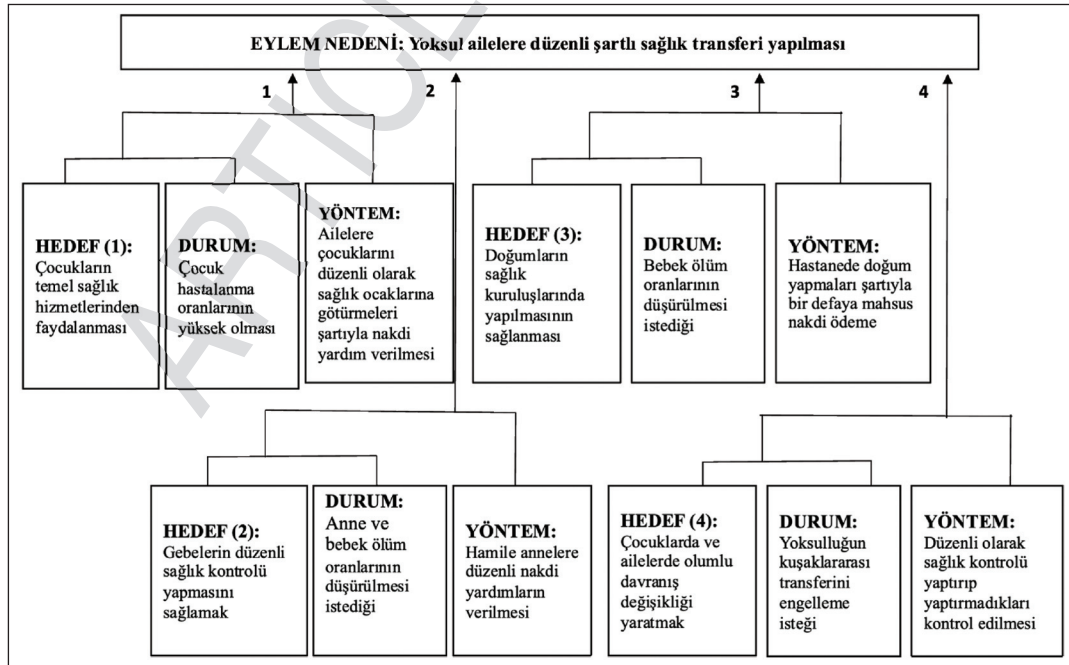 EYLEM NEDENİ: Yoksul ailelere düzenli şartlı sağlık transferi yapılması
1
2
3
4
HEDEF (1):
Çocukların
temel sağlık
hizmetlerinden
faydalanması
DURUM:
Çocuk
hastalanma
oranlarının
yüksek olması
YÖNTEM:
Ailelere
çocuklarını
düzenli olarak
sağlık ocaklarına
götürmeleri
şartıyla nakdi
yardım verilmesi
HEDEF (3):
Doğumların
sağlık
kuruluşlarında
yapılmasının
sağlanması
DURUM:
Bebek ölüm
oranlarının
düşürülmesi
istediği
YÖNTEM:
Hastanede doğum
yapmaları şartıyla
bir defaya mahsus
nakdi ödeme
HEDEF (2):
Gebelerin düzenli
sağlık kontrolü
yapmasını
sağlamak
DURUM:
Anne ve
bebek ölüm
oranlarının
düşürülmesi
istediği
YÖNTEM:
Hamile annelere
düzenli nakdi
yardımların
verilmesi
HEDEF (4):
Çocuklarda ve
ailelerde olumlu
davranış
değişikliği
yaratmak
DURUM:
Yoksulluğun
kuşaklararası
transferini
engelleme
isteği
YÖNTEM:
Düzenli olarak
sağlık kontrolü
yaptırıp
yaptırmadıkları
kontrol edilmesi
ARTICL